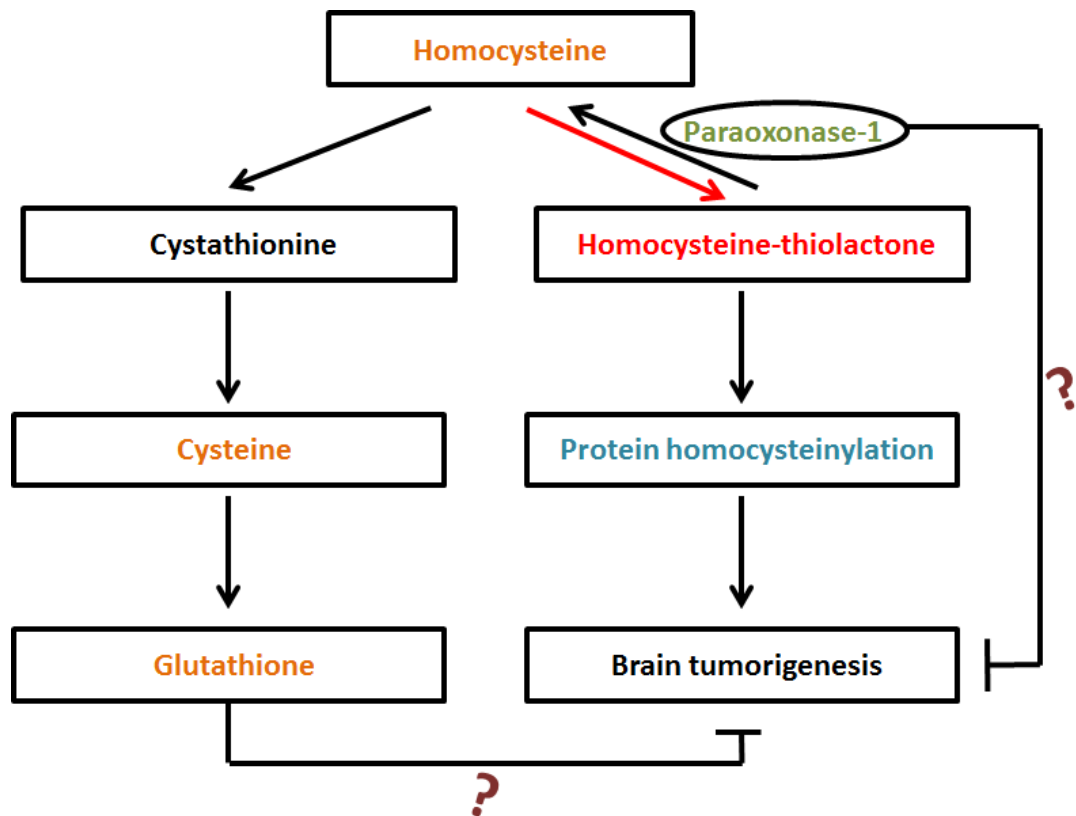 Homocysteine
Paraoxonase-1
Cystathionine
Homocysteine-thiolactone
?
Cysteine
Protein homocysteinylation
Glutathione
Brain tumorigenesis
?